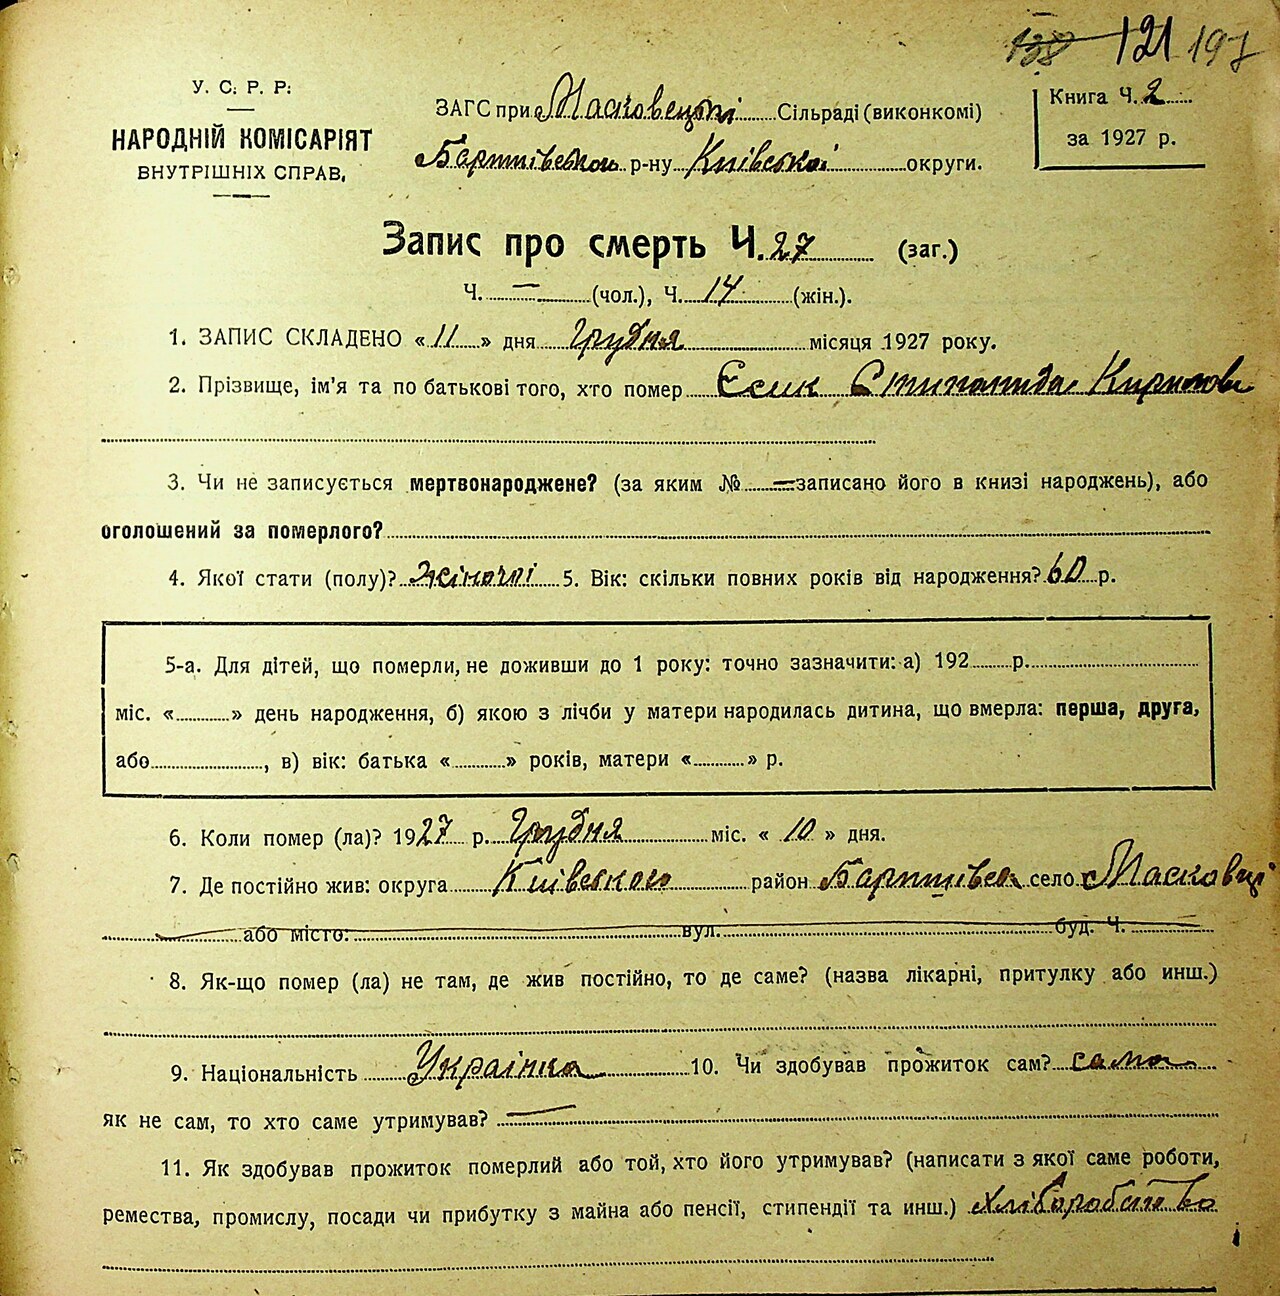 138 121 197
У. С. Р. Р.
НАРОДНІЙ КОМІСАРІЯТ
ВНУТРІШНІХ СПРАВ.
ЗАГС при Масковецькі Сільраді (виконкомі)
р-ну Київської округи.
Книга Ч. 2
за 1927 р.
Запис про смерть Ч. 27 (заг.)
Ч. — (чол.), Ч. 14 (жін.).
1. ЗАПИС СКЛАДЕНО « 11 » дня Грудня місяця 1927 року.
2. Прізвище, ім'я та по батькові того, хто помер Єсик
3. Чи не записується мертвонароджене? (за яким № — записано його в книзі народжень), або
оголошений за померлого?
4. Якої стати (полу)? жіночої 5. Вік: скільки повних років від народження? 60 р.
5-а. Для дітей, що померли, не доживши до 1 року: точно зазначити: а) 192 р.
міс. « » день народження, б) якою з лічби у матери народилась дитина, що вмерла: перша, друга,
або , в) вік: батька « » років, матери « » р.
6. Коли помер (ла)? 1927 р. Грудня міс. « 10 » дня.
7. Де постійно жив: округа Київського район село Масковці
або місто: вул. буд. Ч.
8. Як-що помер (ла) не там, де жив постійно, то де саме? (назва лікарні, притулку або инш.)
9. Національність Українка 10. Чи здобував прожиток сам? сама
як не сам, то хто саме утримував? —
11. Як здобував прожиток померлий або той, хто його утримував? (написати з якої саме роботи,
ремества, промислу, посади чи прибутку з майна або пенсії, стипендії та инш.) хліборобство